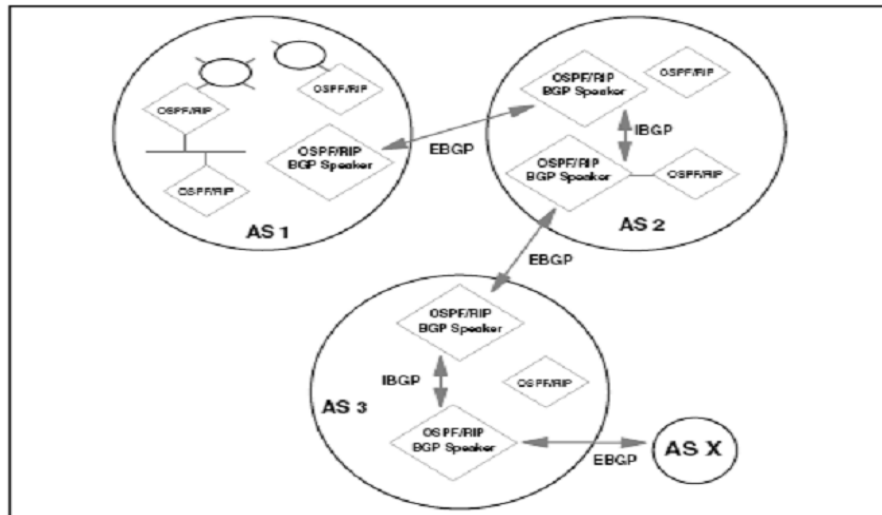 OSPF/RIP
OSPF/RIP
OSPF/RIP
BGP Speaker
OSPF/RIP
AS 1
EBGP
OSPF/RIP
BGP Speaker
OSPF/RIP
IBGP
OSPF/RIP
BGP Speaker
OSPF/RIP
AS 2
EBGP
OSPF/RIP
BGP Speaker
IBGP
OSPF/RIP
AS 3
OSPF/RIP
BGP Speaker
EBGP
AS X